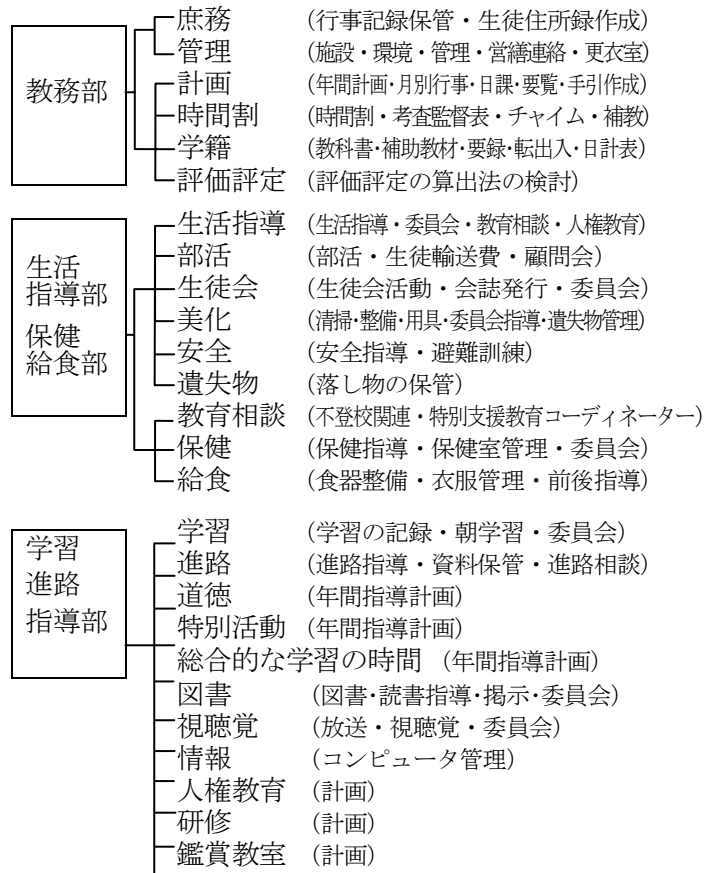 教務部
庶務 (行事記録保管・生徒住所録作成)
管理 (施設・環境・管理・営繕連絡・更衣室)
計画 (年間計画・月別行事・日課・要覧・手引作成)
時間割 (時間割・考査監督表・チャイム・補教)
学籍 (教科書・補助教材・要録・転出入・日計表)
評価評定 (評価評定の算出法の検討)
生活
指導部
保健
給食部
生活指導 (生活指導・委員会・教育相談・人権教育)
部活 (部活・生徒輸送費・顧問会)
生徒会 (生徒会活動・会誌発行・委員会)
美化 (清掃・整備・用具・委員会指導・遺失物管理)
安全 (安全指導・避難訓練)
遺失物 (落し物の保管)
教育相談 (不登校関連・特別支援教育コーディネーター)
保健 (保健指導・保健室管理・委員会)
給食 (食器整備・衣服管理・前後指導)
学習
進路
指導部
学習 (学習の記録・朝学習・委員会)
進路 (進路指導・資料保管・進路相談)
道徳 (年間指導計画)
特別活動 (年間指導計画)
総合的な学習の時間 (年間指導計画)
図書 (図書・読書指導・掲示・委員会)
視聴覚 (放送・視聴覚・委員会)
情報 (コンピュータ管理)
人権教育 (計画)
研修 (計画)
鑑賞教室 (計画)